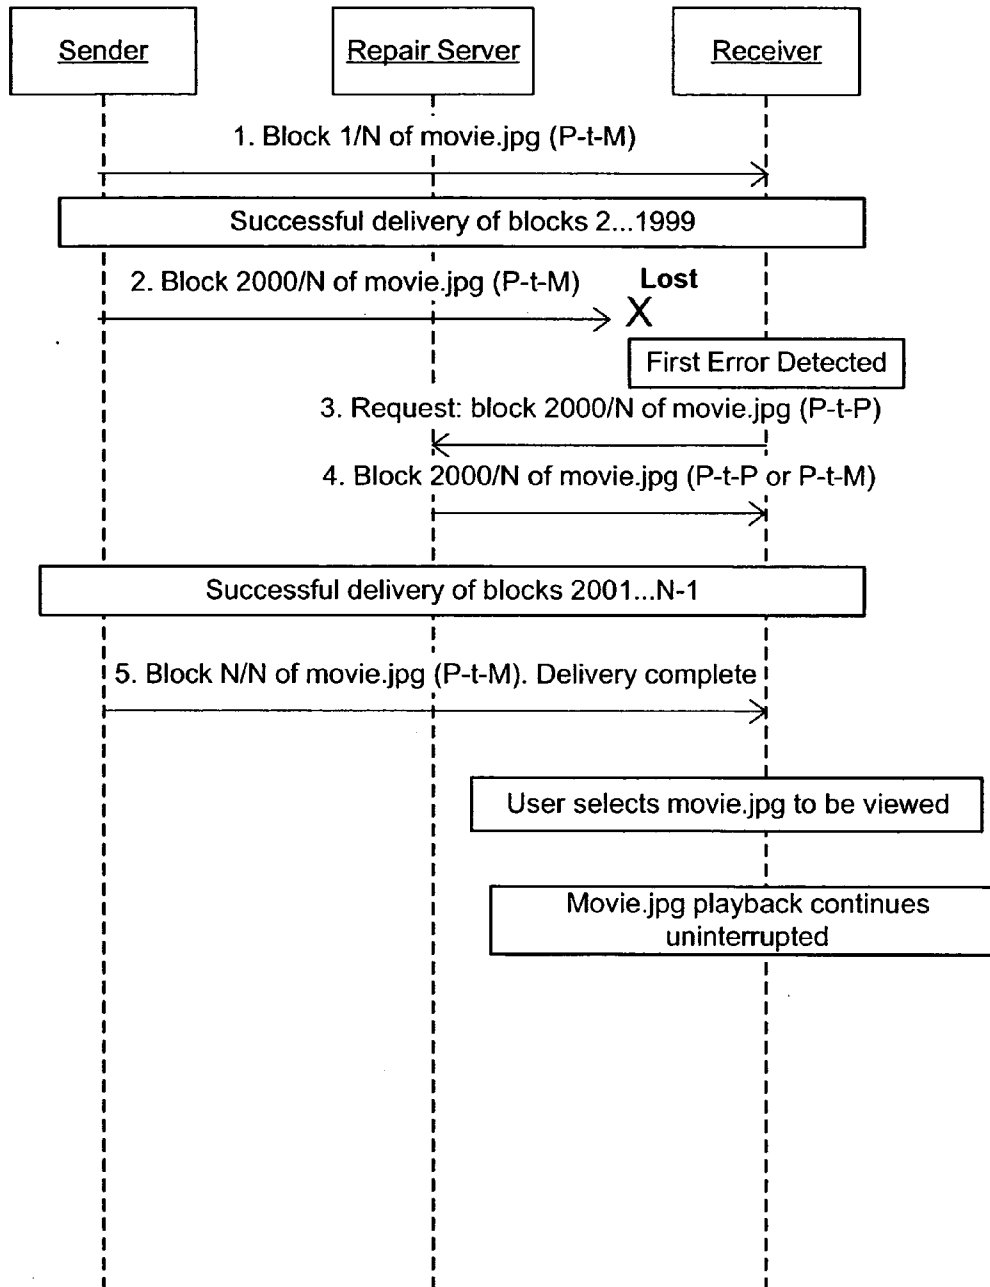 Sender
Repair Server
Receiver
1. Block 1/N of movie.jpg (P-t-M)
Successful delivery of blocks 2...1999
2. Block 2000/N of movie.jpg (P-t-M)
Lost
X
First Error Detected
3. Request: block 2000/N of movie.jpg (P-t-P)
4. Block 2000/N of movie.jpg (P-t-P or P-t-M)
Successful delivery of blocks 2001...N-1
5. Block N/N of movie.jpg (P-t-M). Delivery complete
User selects movie.jpg to be viewed
Movie.jpg playback continues
uninterrupted